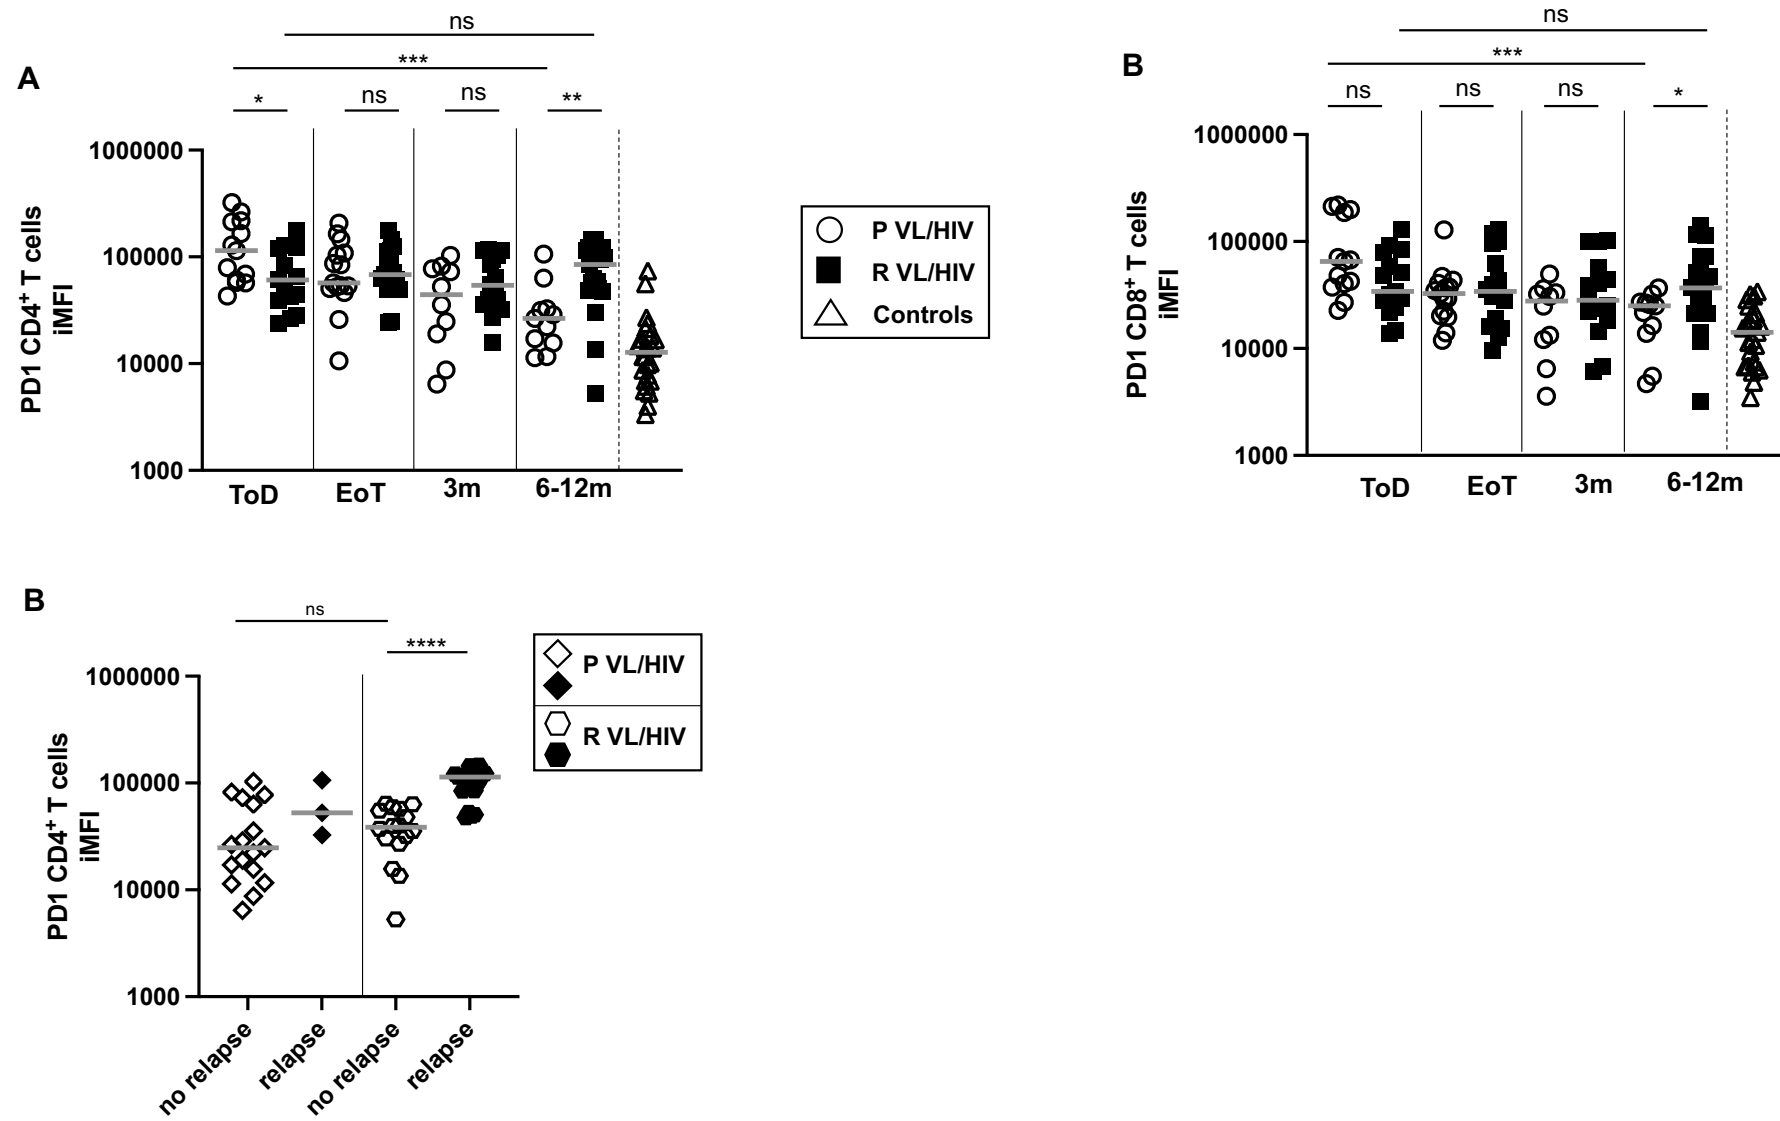 A
ns
***
*
ns
ns
**
1000000
100000
10000
1000
PD1 CD4+ T cells
iMFI
ToD
EoT
3m
6-12m
P VL/HIV
R VL/HIV
Controls
B
ns
***
ns
ns
ns
*
1000000
100000
10000
1000
PD1 CD8+ T cells
iMFI
ToD
EoT
3m
6-12m
B
ns
****
1000000
100000
10000
1000
PD1 CD4+ T cells
iMFI
no relapse
relapse
no relapse
relapse
P VL/HIV
R VL/HIV